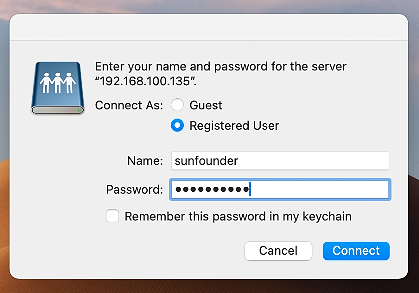 Enter your name and password for the server
“192.168.100.135”.
Connect As: Guest
Registered User
Name: sunfounder
Password: ••••••••••
Remember this password in my keychain
Cancel Connect